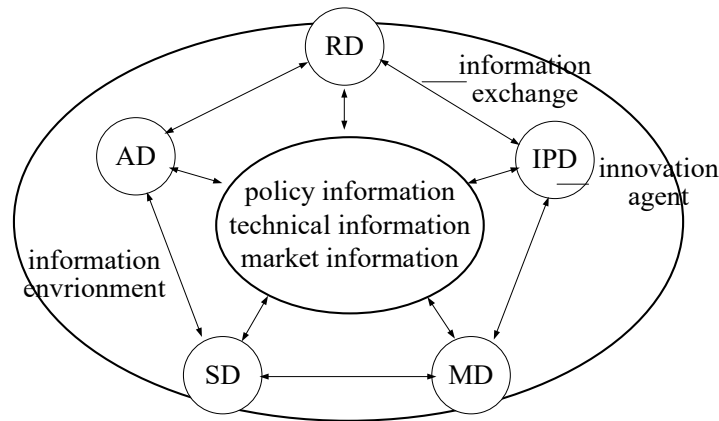 RD
information
exchange
AD
IPD
innovation
agent
policy information
technical information
market information
information
envrionment
SD
MD